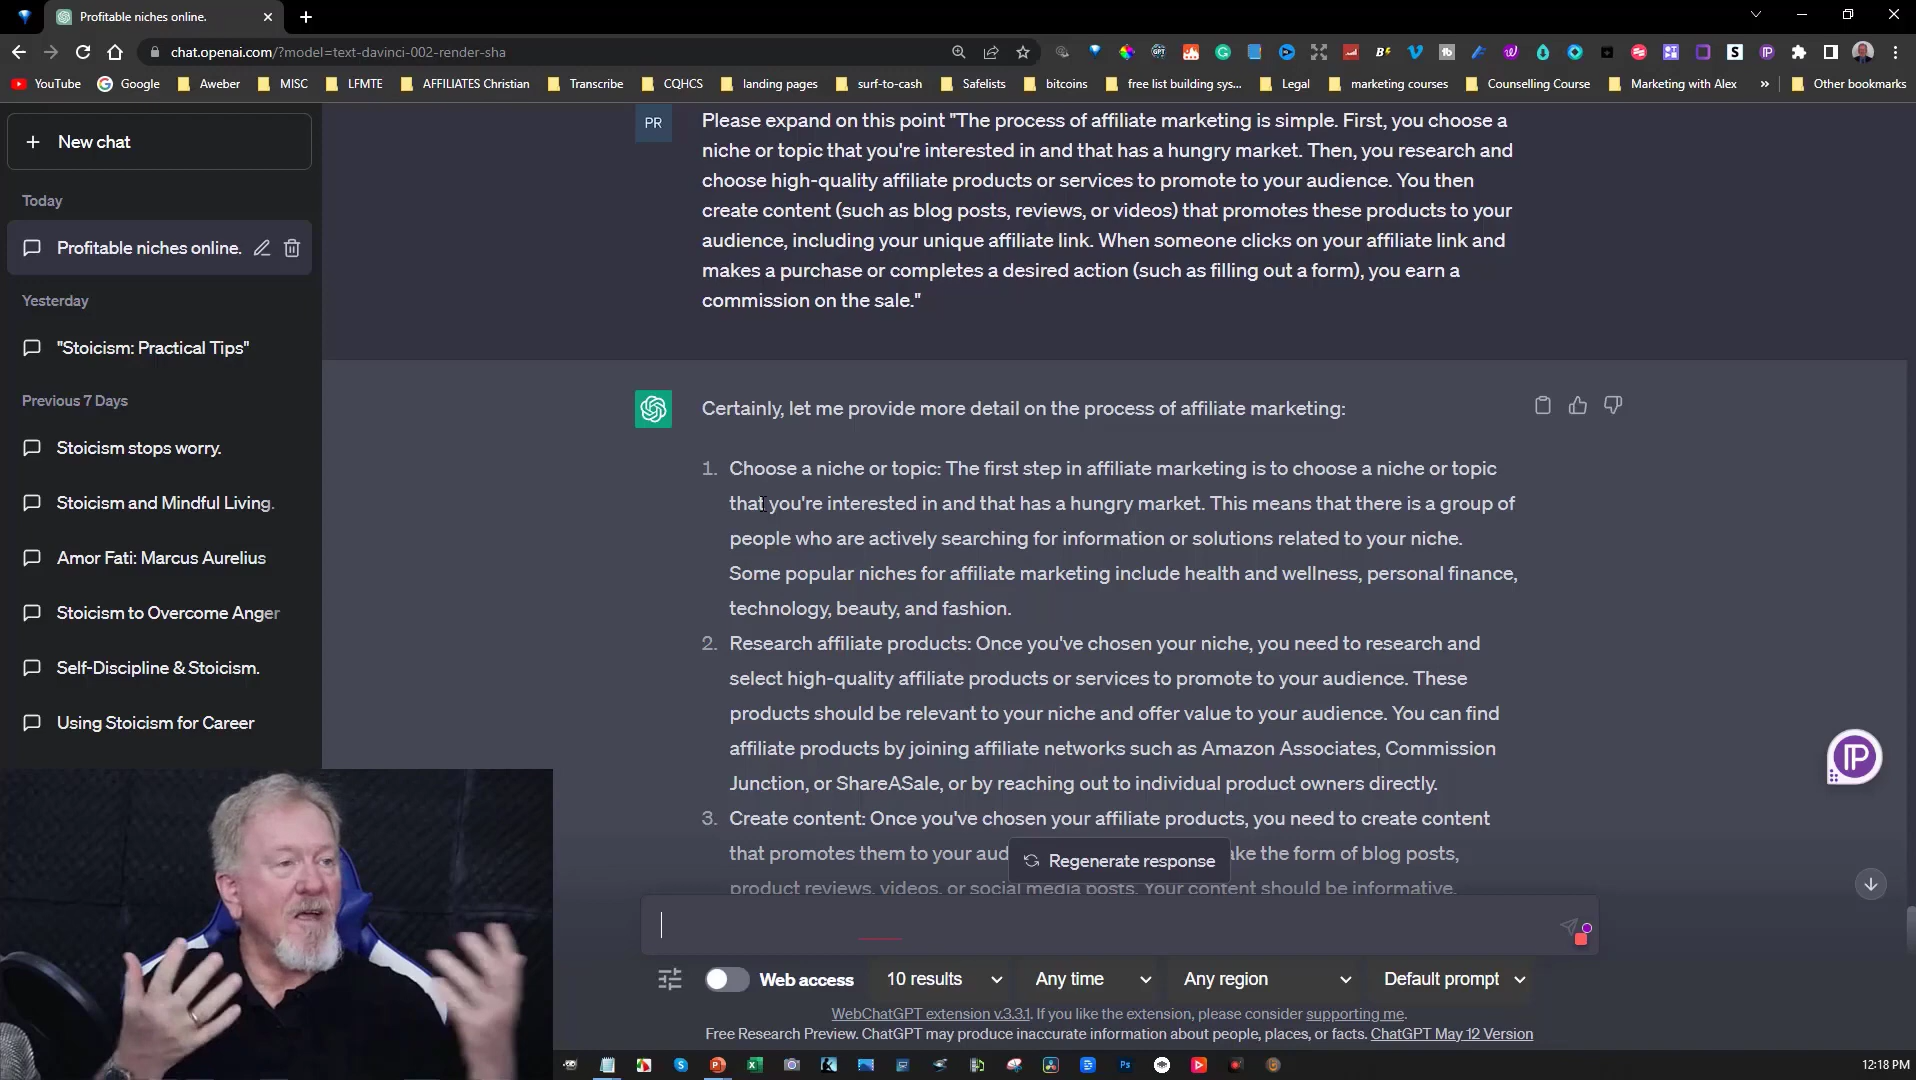 Profitable niches online.
chat.openai.com/?model=text-davinci-002-render-sha
YouTube Google Aweber MISC LFMTE AFFILIATES Christian Transcribe CQHCS landing pages surf-to-cash Safelists bitcoins free list building sys... Legal marketing courses Counselling Course Marketing with Alex » Other bookmarks
New chat
Today
Profitable niches online.
Yesterday
"Stoicism: Practical Tips"
Previous 7 Days
Stoicism stops worry.
Stoicism and Mindful Living.
Amor Fati: Marcus Aurelius
Stoicism to Overcome Anger
Self-Discipline & Stoicism.
Using Stoicism for Career
PR
Please expand on this point "The process of affiliate marketing is simple. First, you choose a
niche or topic that you're interested in and that has a hungry market. Then, you research and
choose high-quality affiliate products or services to promote to your audience. You then
create content (such as blog posts, reviews, or videos) that promotes these products to your
audience, including your unique affiliate link. When someone clicks on your affiliate link and
makes a purchase or completes a desired action (such as filling out a form), you earn a
commission on the sale."
Certainly, let me provide more detail on the process of affiliate marketing:
1. Choose a niche or topic: The first step in affiliate marketing is to choose a niche or topic
that you're interested in and that has a hungry market. This means that there is a group of
people who are actively searching for information or solutions related to your niche.
Some popular niches for affiliate marketing include health and wellness, personal finance,
technology, beauty, and fashion.
2. Research affiliate products: Once you've chosen your niche, you need to research and
select high-quality affiliate products or services to promote to your audience. These
products should be relevant to your niche and offer value to your audience. You can find
affiliate products by joining affiliate networks such as Amazon Associates, Commission
Junction, or ShareASale, or by reaching out to individual product owners directly.
3. Create content: Once you've chosen your affiliate products, you need to create content
that promotes them to your the form of blog posts,
product reviews, videos, or social media posts. Your content should be informative,
Regenerate response
IP
Web access 10 results Any time Any region Default prompt
WebChatGPT extension v.3.3.1. If you like the extension, please consider supporting me.
Free Research Preview. ChatGPT may produce inaccurate information about people, places, or facts. ChatGPT May 12 Version
12:18 PM